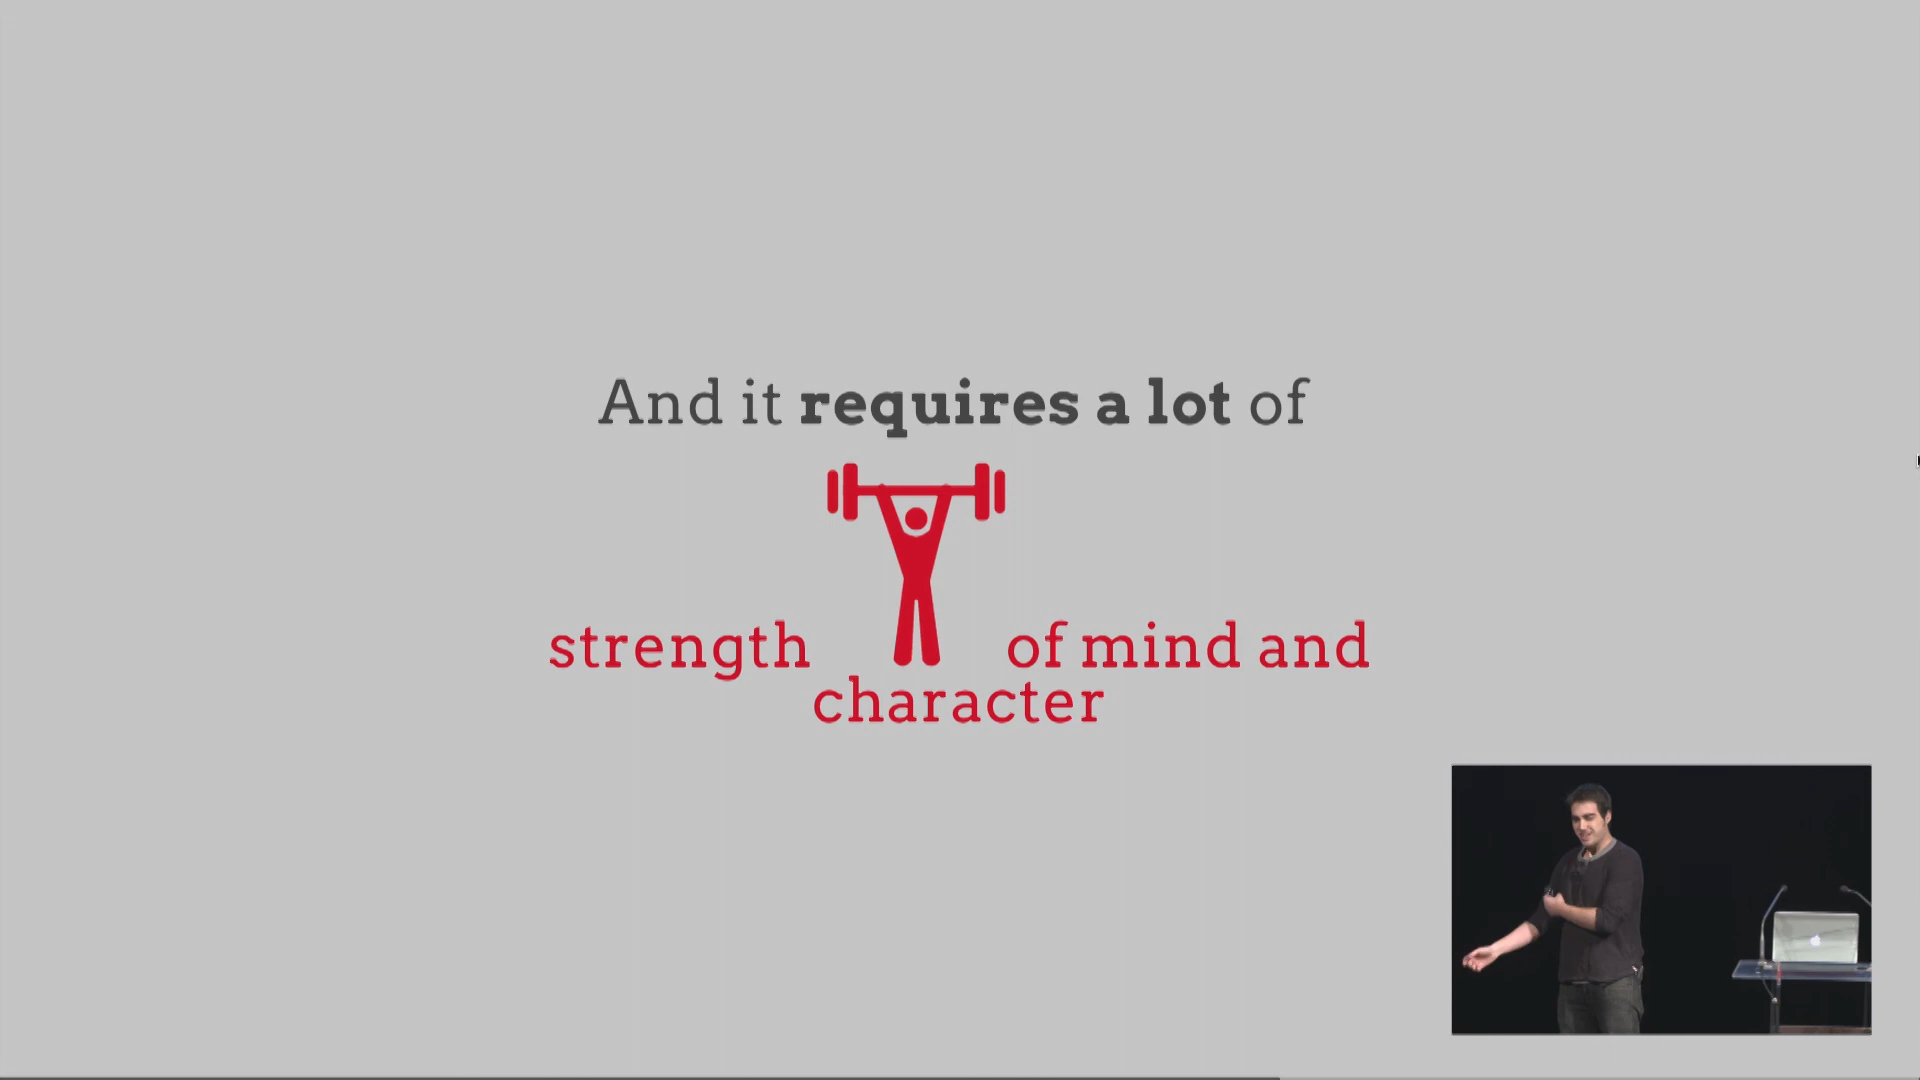 And it requires a lot of
strength of mind and
character